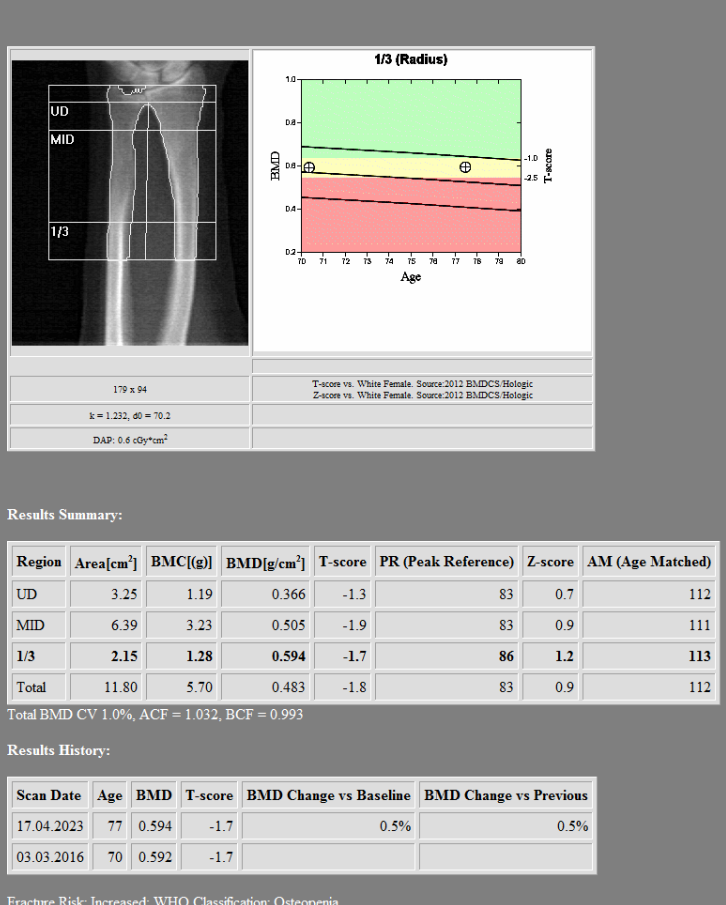 1/3 (Radius)
UD
MID
1/3
BMD
1.0
0.8
0.6
0.4
0.2
-1.0
-2.5
T-score
70 71 72 73 74 75 76 77 78 79 80
Age
179 x 94
T-score vs. White Female. Source:2012 BMDCS/Hologic
Z-score vs. White Female. Source:2012 BMDCS/Hologic
k = 1.232, d0 = 70.2
DAP: 0.6 cGy*cm²
Results Summary:
Region Area[cm²] BMC[(g)] BMD[g/cm²] T-score PR (Peak Reference) Z-score AM (Age Matched)
UD 3.25 1.19 0.366 -1.3 83 0.7 112
MID 6.39 3.23 0.505 -1.9 83 0.9 111
1/3 2.15 1.28 0.594 -1.7 86 1.2 113
Total 11.80 5.70 0.483 -1.8 83 0.9 112
Total BMD CV 1.0%, ACF = 1.032, BCF = 0.993
Results History:
Scan Date Age BMD T-score BMD Change vs Baseline BMD Change vs Previous
17.04.2023 77 0.594 -1.7 0.5% 0.5%
03.03.2016 70 0.592 -1.7
Fracture Risk: Increased; WHO Classification: Osteopenia